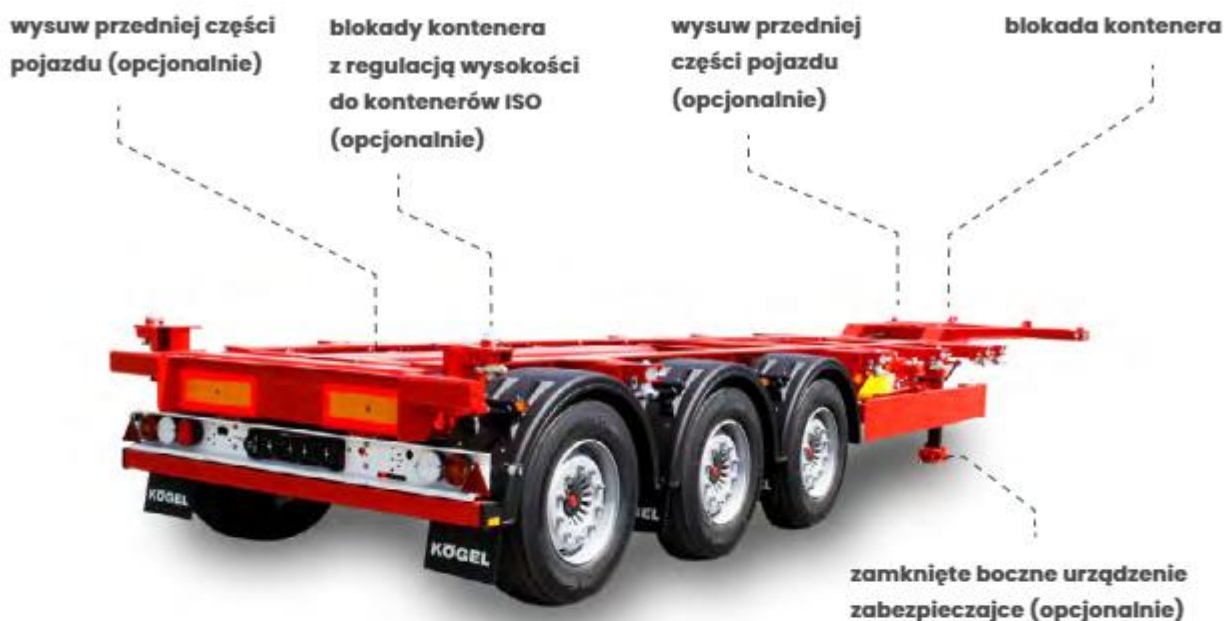 wysuw przedniej części
pojazdu (opcjonalnie)
blokady kontenera
z regulacją wysokości
do kontenerów ISO
(opcjonalnie)
wysuw przedniej
części pojazdu
(opcjonalnie)
blokada kontenera
KÖGEL
KÖGEL
zamknięte boczne urządzenie
zabezpieczajce (opcjonalnie)